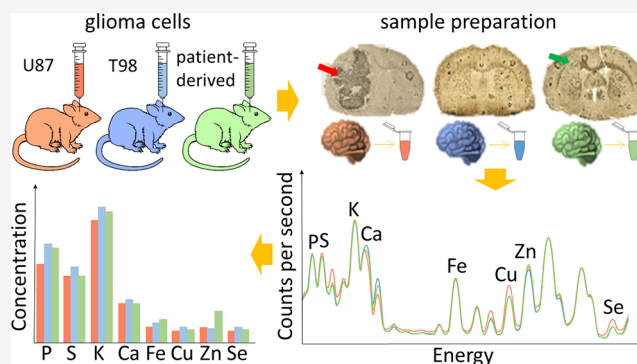 glioma cells
sample preparation
U87
T98
patient-
derived
Concentration
P S K Ca Fe Cu Zn Se
Counts per second
PS
K
Ca
Fe
Cu
Zn
Se
Energy